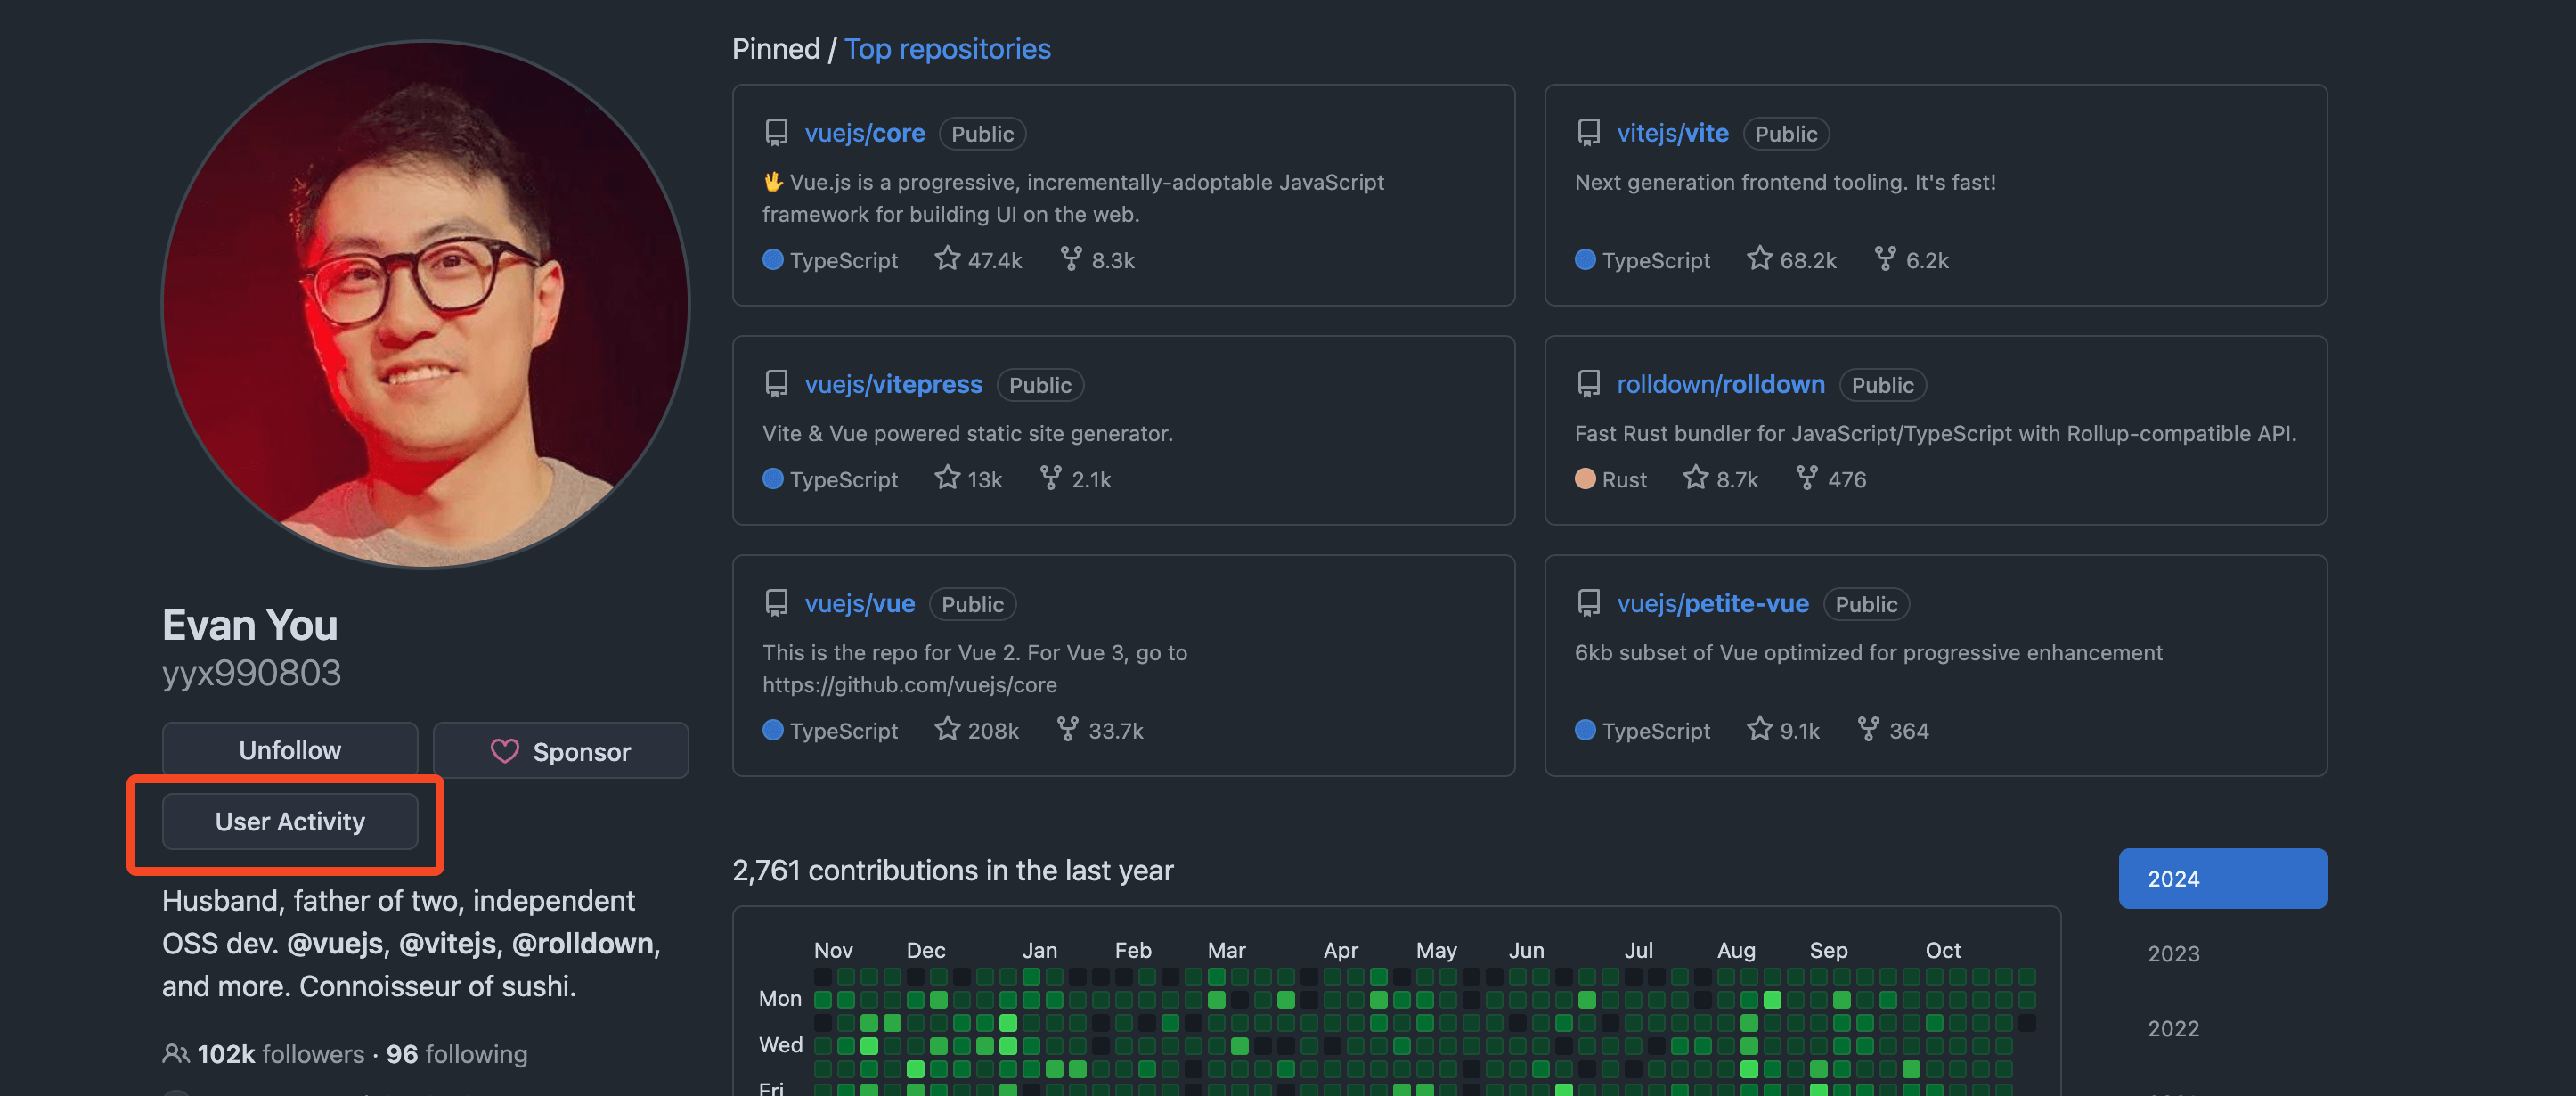 Evan You
yyx990803
Unfollow
Sponsor
User Activity
Husband, father of two, independent
OSS dev. @vuejs, @vitejs, @rolldown,
and more. Connoisseur of sushi.
102k followers · 96 following
Pinned / Top repositories
vuejs/core Public
🖖 Vue.js is a progressive, incrementally-adoptable JavaScript
framework for building UI on the web.
TypeScript 47.4k 8.3k
vitejs/vite Public
Next generation frontend tooling. It's fast!
TypeScript 68.2k 6.2k
vuejs/vitepress Public
Vite & Vue powered static site generator.
TypeScript 13k 2.1k
rolldown/rolldown Public
Fast Rust bundler for JavaScript/TypeScript with Rollup-compatible API.
Rust 8.7k 476
vuejs/vue Public
This is the repo for Vue 2. For Vue 3, go to
https://github.com/vuejs/core
TypeScript 208k 33.7k
vuejs/petite-vue Public
6kb subset of Vue optimized for progressive enhancement
TypeScript 9.1k 364
2,761 contributions in the last year
Nov Dec Jan Feb Mar Apr May Jun Jul Aug Sep Oct
Mon
Wed
Fri
2024
2023
2022